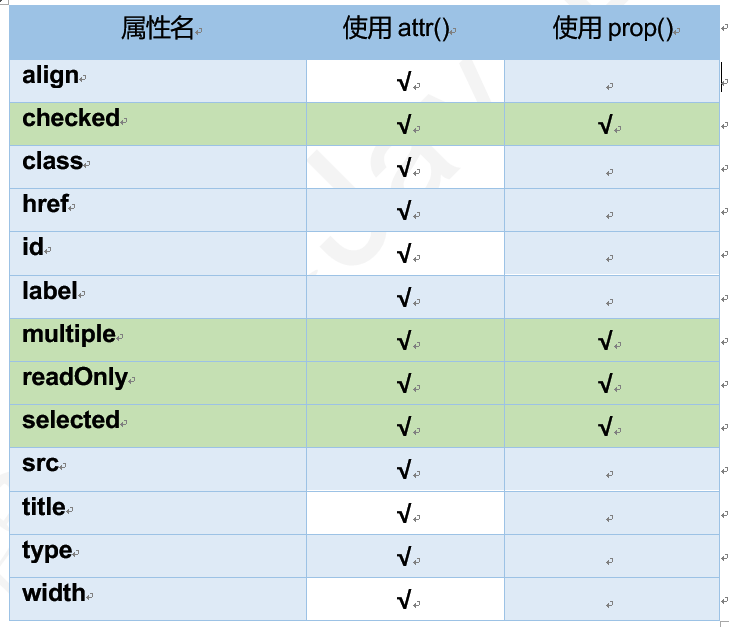 属性名 使用 attr() 使用 prop()
align √
checked √ √
class √
href √
id √
label √
multiple √ √
readOnly √ √
selected √ √
src √
title √
type √
width √